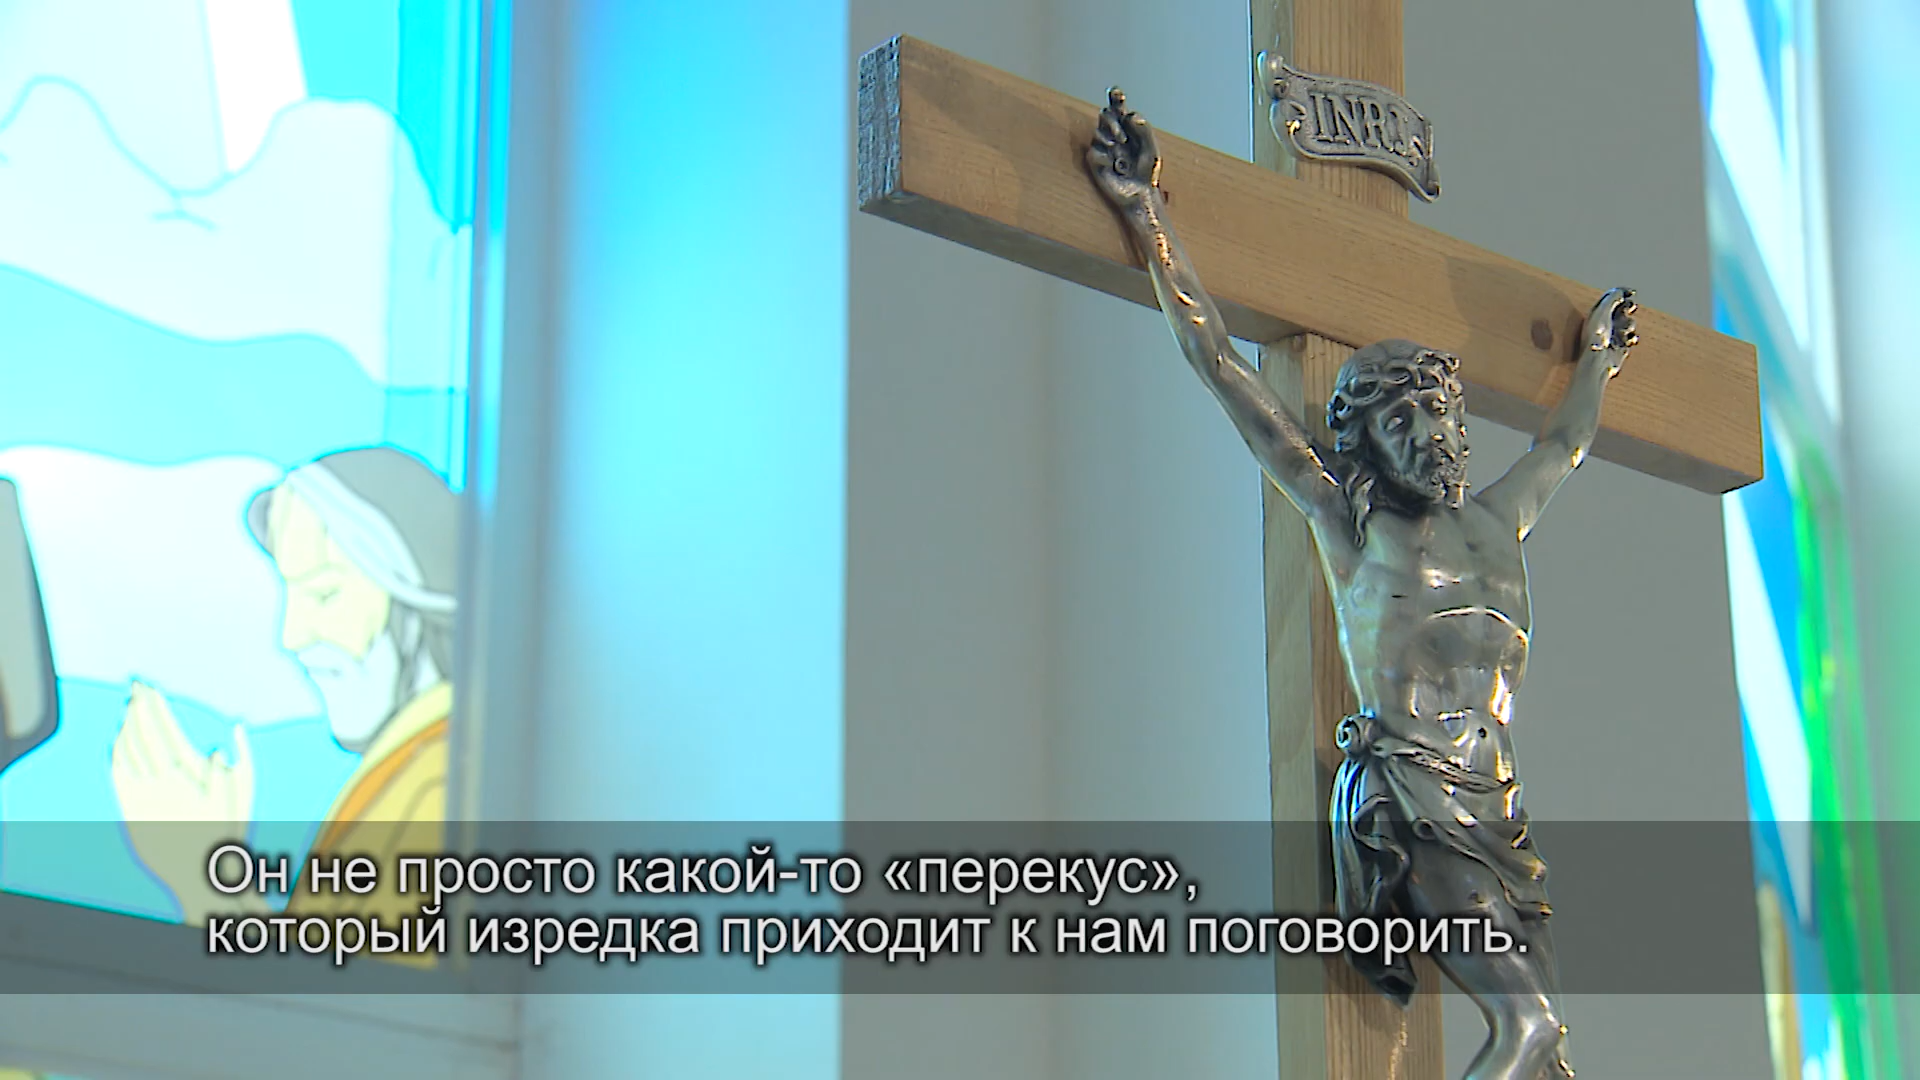 INRI
Он не просто какой-то «перекус»,
который изредка приходит к нам поговорить.